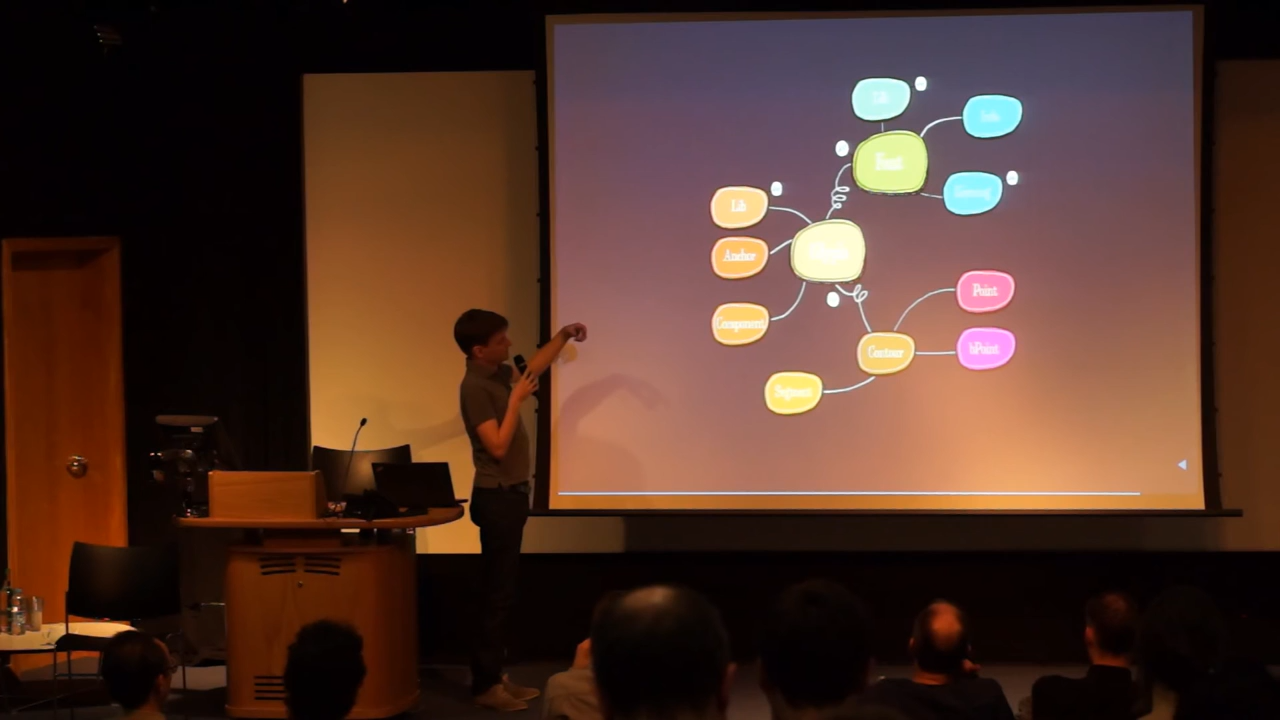 Lib
Info
Font
Kerning
Lib
Glyph
Anchor
Component
Point
Contour
bPoint
Segment